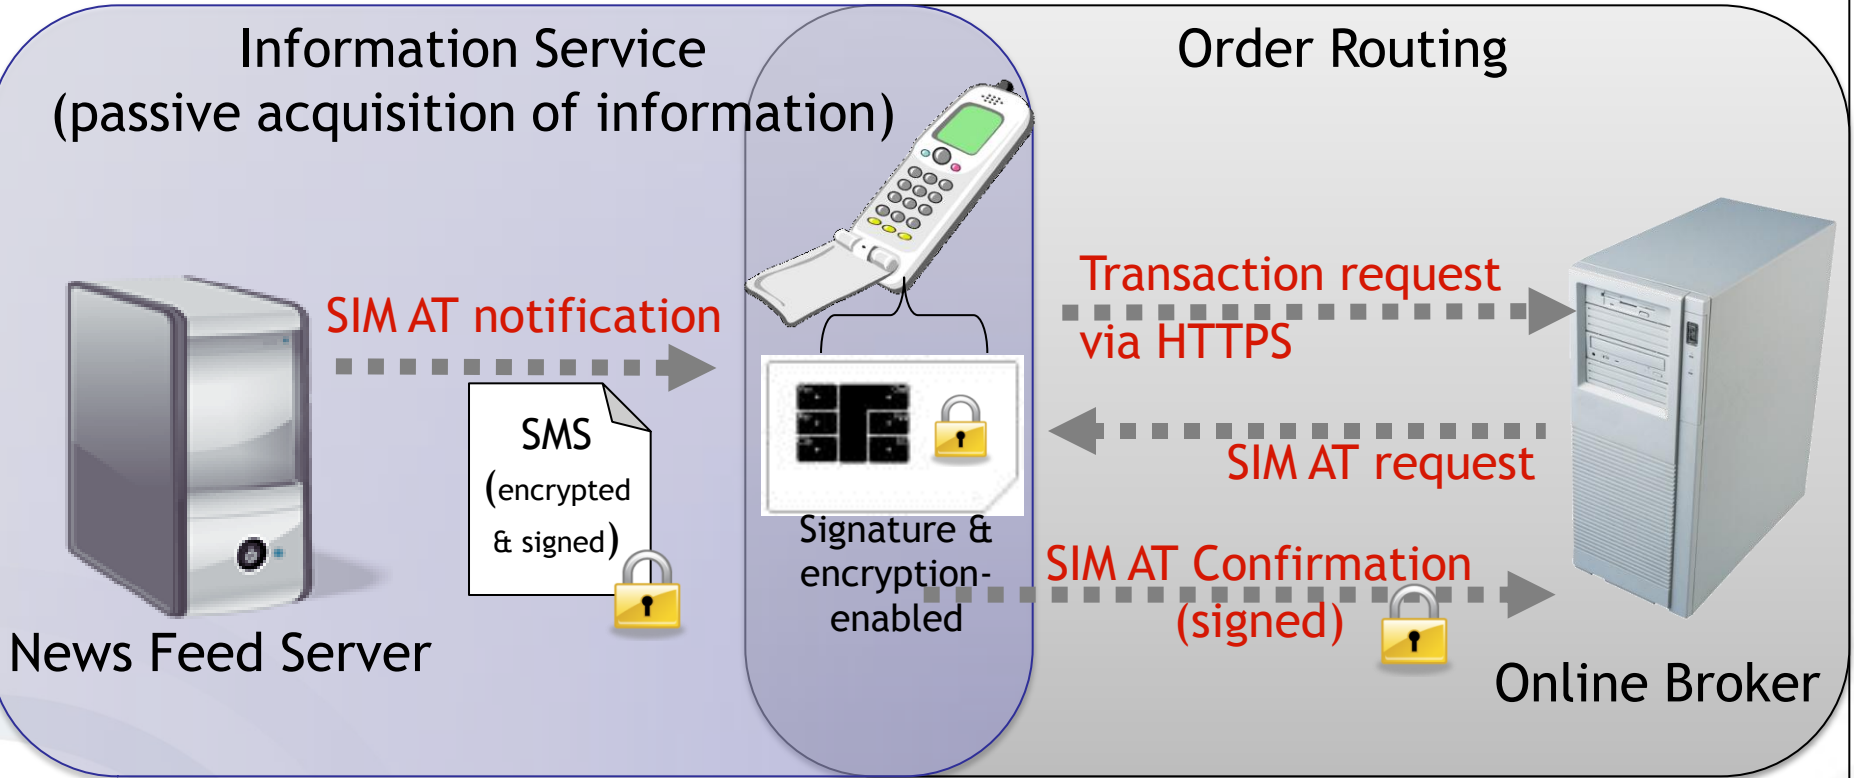 Information Service
(passive acquisition of information)
Order Routing
SIM AT notification
SMS
(encrypted
& signed)
News Feed Server
Signature &
encryption-
enabled
Transaction request
via HTTPS
SIM AT request
SIM AT Confirmation
(signed)
Online Broker